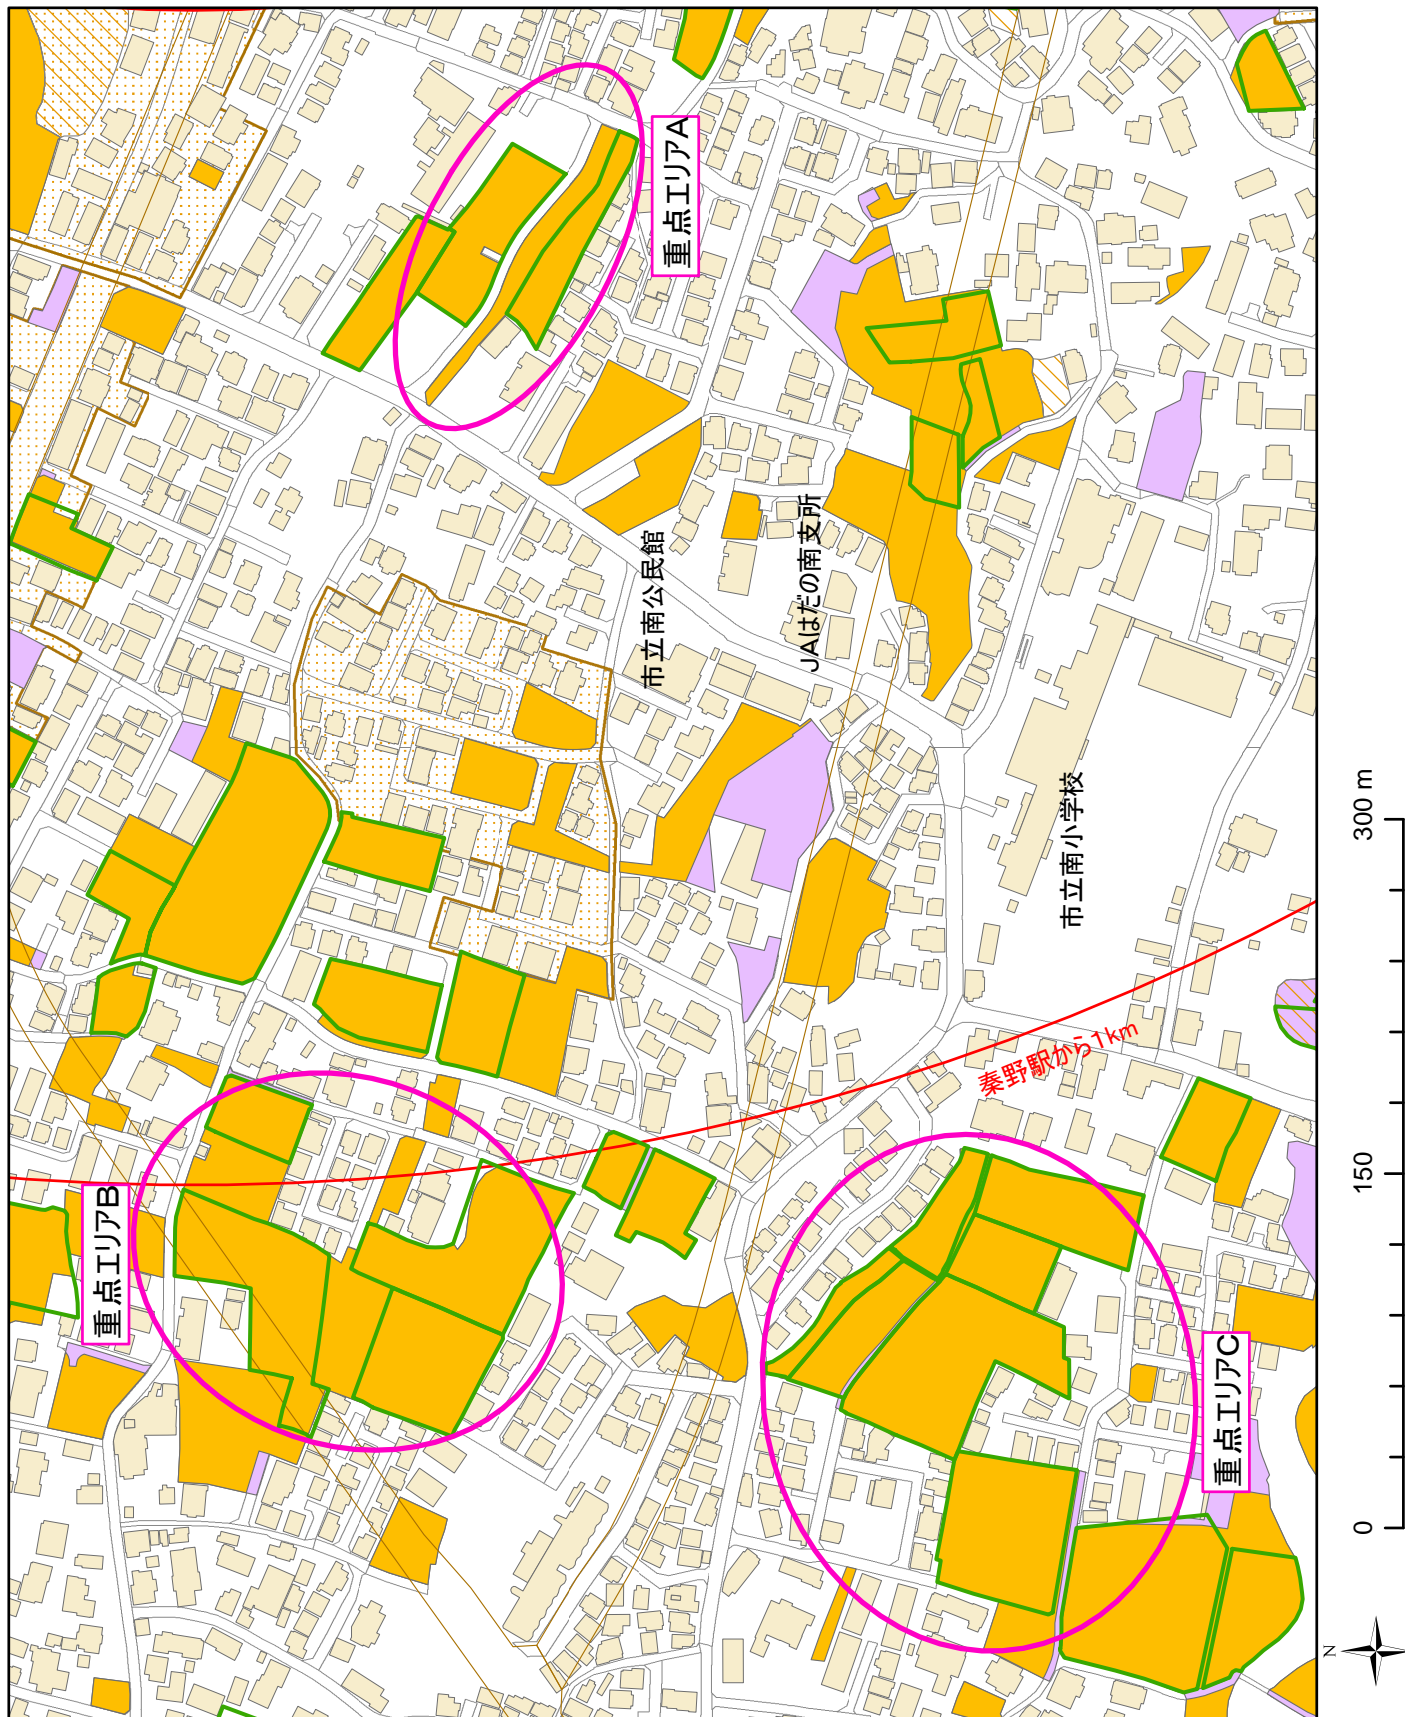 重点エリアA
市立南公民館
JAはだの南支所
市立南小学校
秦野駅から1km
重点エリアB
重点エリアC
0 150 300 m
N